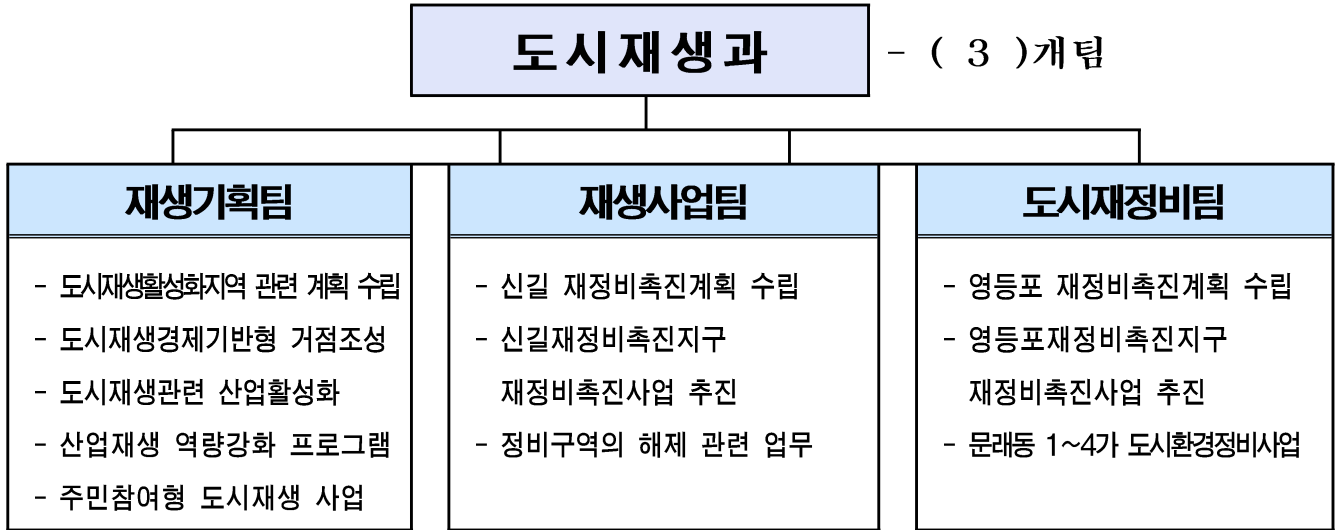 도시재생과 - ( 3 )개팀
재생기획팀
- 도시재생활성화지역 관련 계획 수립
- 도시재생경제기반형 거점조성
- 도시재생관련 산업활성화
- 산업재생 역량강화 프로그램
- 주민참여형 도시재생 사업
재생사업팀
- 신길 재정비촉진계획 수립
- 신길재정비촉진지구
재정비촉진사업 추진
- 정비구역의 해제 관련 업무
도시재정비팀
- 영등포 재정비촉진계획 수립
- 영등포재정비촉진지구
재정비촉진사업 추진
- 문래동 1~4가 도시환경정비사업